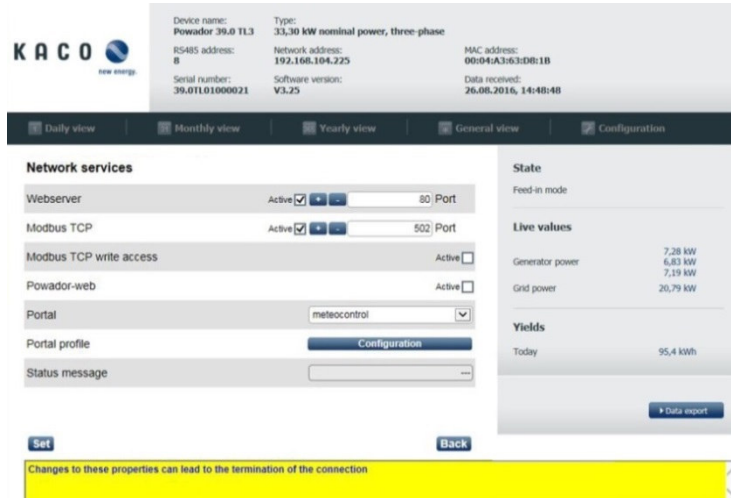 KACO
new energy.
Device name:
Powador 39.0 TL3
Type:
33,30 kW nominal power, three-phase
RS485 address:
8
Network address:
192.168.104.225
MAC address:
00:04:A3:63:D8:1B
Serial number:
39.0TL01000021
Software version:
V3.25
Data received:
26.08.2016, 14:48:48
Daily view
Monthly view
Yearly view
General view
Configuration
Network services
Webserver Active + - 80 Port
Modbus TCP Active + - 502 Port
Modbus TCP write access Active
Powador-web Active
Portal meteocontrol
Portal profile Configuration
Status message ---
Set Back
Changes to these properties can lead to the termination of the connection
State
Feed-in mode
Live values
Generator power 7,28 kW
6,83 kW
7,19 kW
Grid power 20,79 kW
Yields
Today 95,4 kWh
Data export